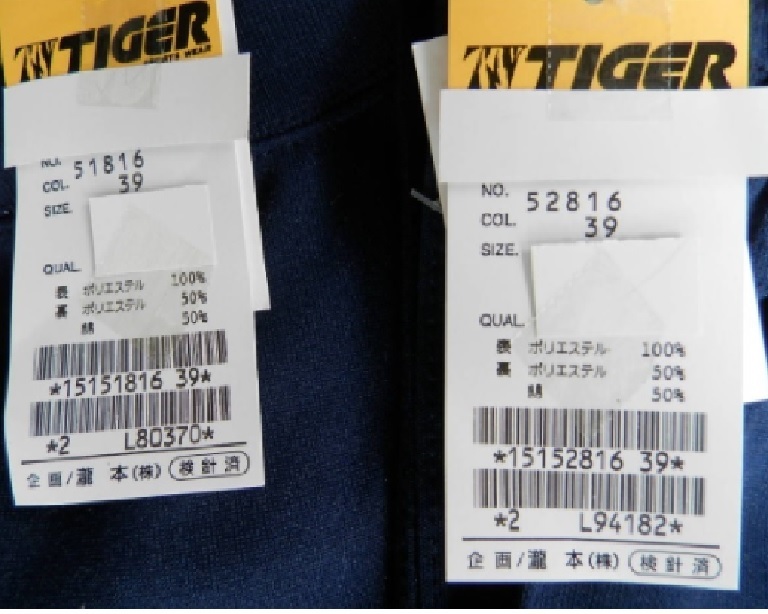 TIGER
SPORTS WEAR
NO. 51816
COL. 39
SIZE.
QUAL.
表 ポリエステル 100%
裏 ポリエステル 50%
綿 50%
*15151816 39*
*2 L80370*
企画/瀧本(株) 検針済
TIGER
NO. 52816
COL. 39
SIZE.
QUAL.
表 ポリエステル 100%
裏 ポリエステル 50%
綿 50%
*15152816 39*
*2 L94182*
企画/瀧本(株) 検針済